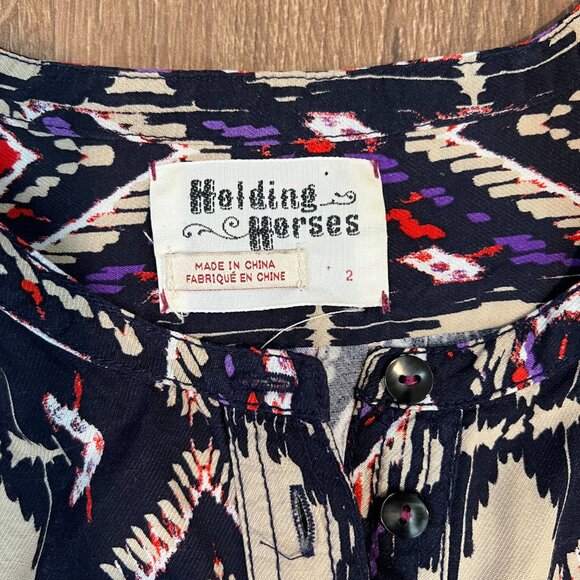 Holding
Horses
MADE IN CHINA
FABRIQUÉ EN CHINE
2